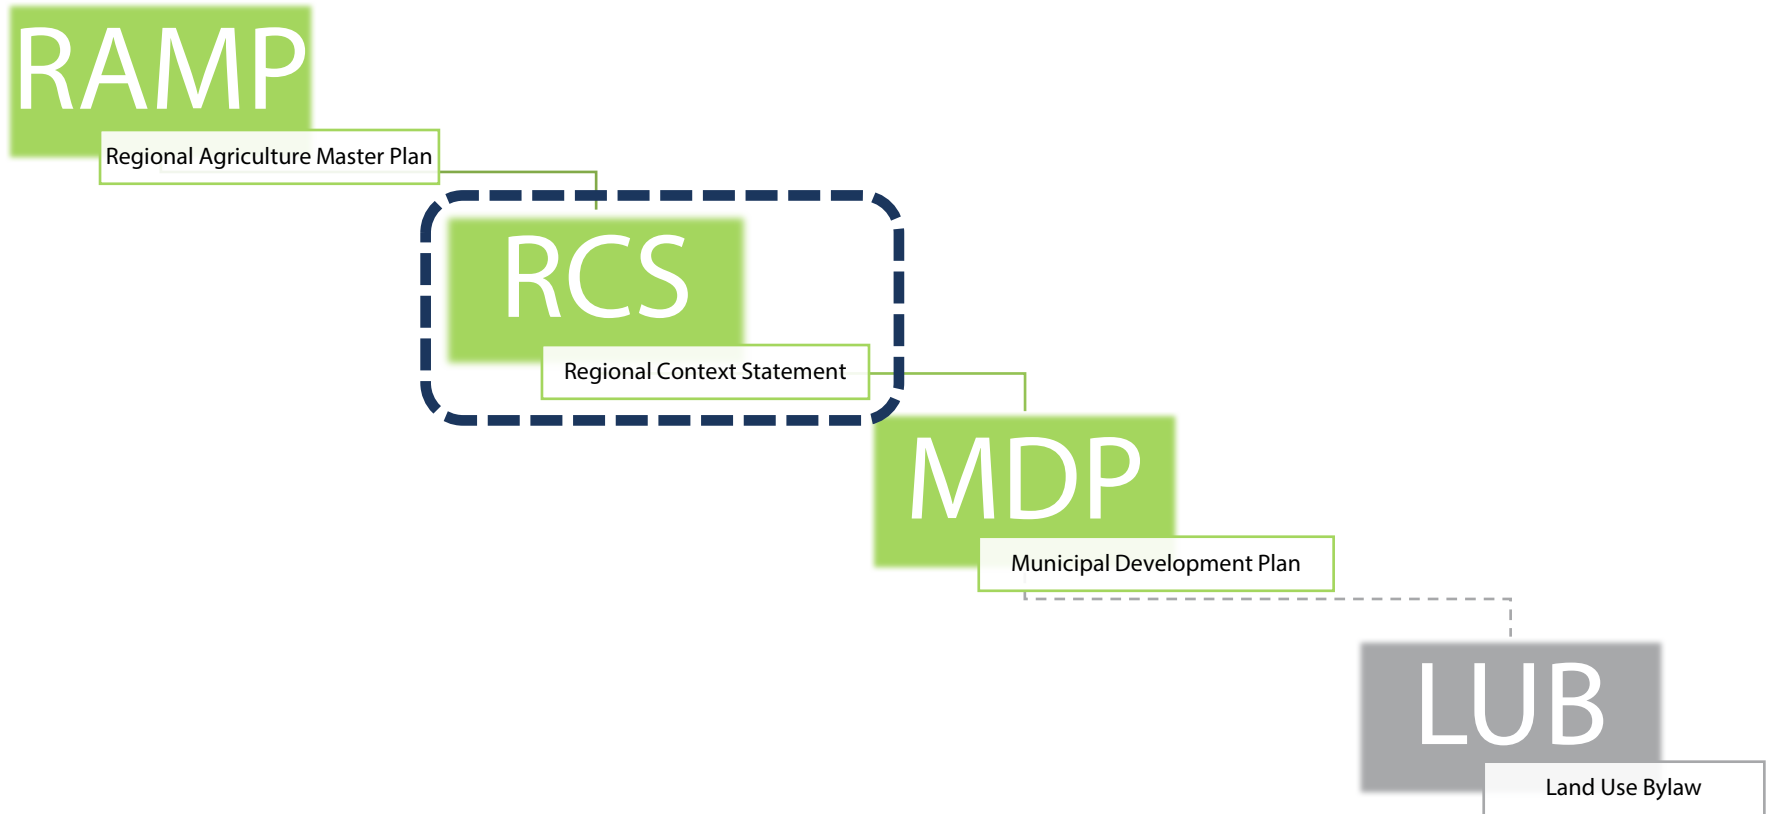 RAMP
Regional Agriculture Master Plan
RCS
Regional Context Statement
MDP
Municipal Development Plan
LUB
Land Use Bylaw